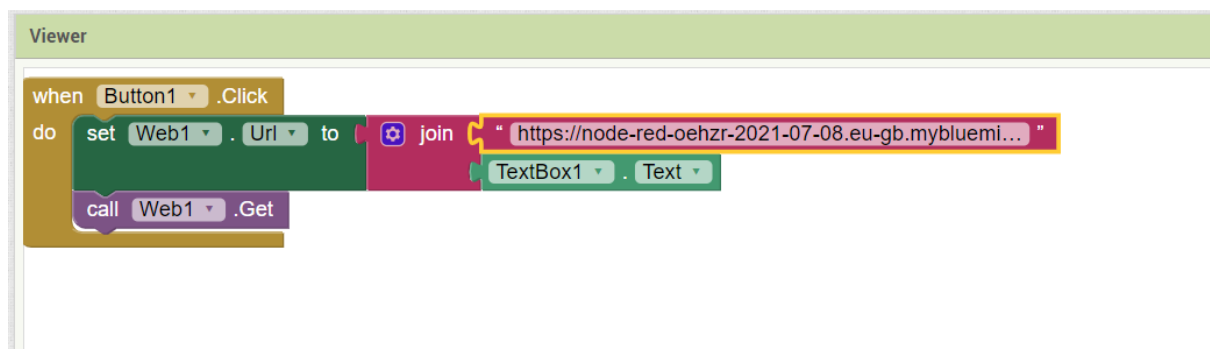 Viewer
when Button1 .Click
do set Web1 . Url to join " https://node-red-oehzr-2021-07-08.eu-gb.mybluemi... "
TextBox1 . Text
call Web1 .Get